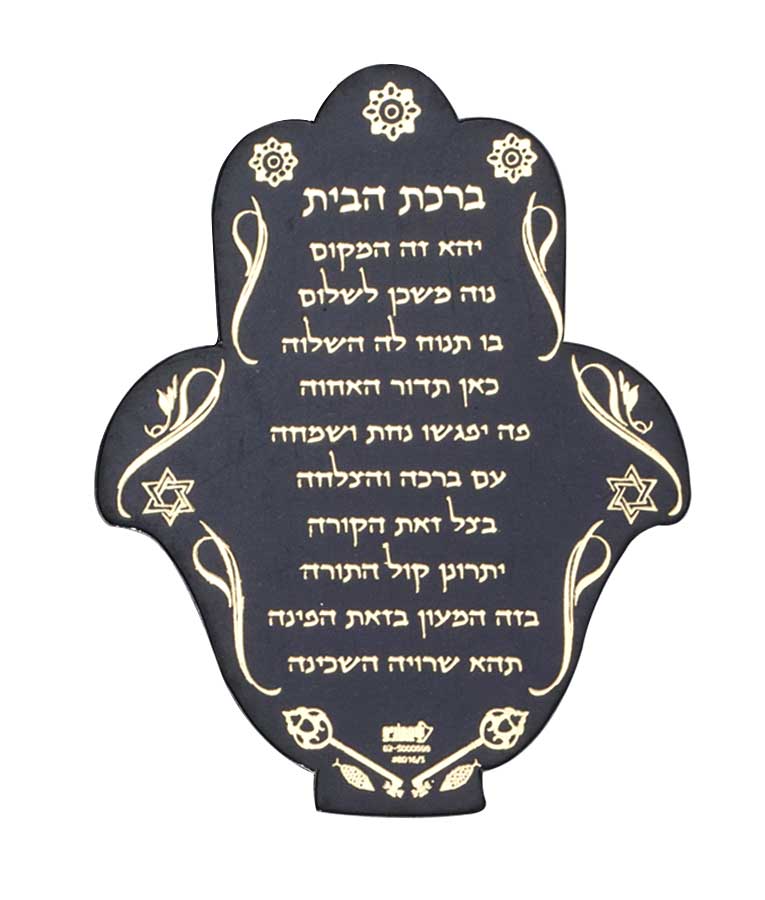 ברכת הבית
יהא זה המקום
נוה משכן לשלום
בו תנוח לה השלוה
כאן תדור האחוה
פה יפגשו נחת ושמחה
עם ברכה והצלחה
בצל זאת הקורה
יתרונן קול התורה
בזה המעון בזאת הפינה
תהא שרויה השכינה